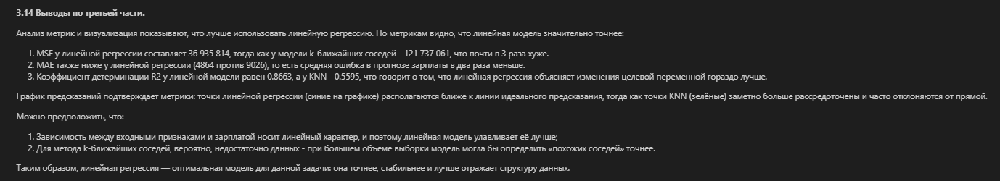 3.14 Выводы по третьей части.
Анализ метрик и визуализация показывают, что лучше использовать линейную регрессию. По метрикам видно, что линейная модель значительно точнее:
1. MSE у линейной регрессии составляет 36 935 814, тогда как у модели k-ближайших соседей - 121 737 061, что почти в 3 раза хуже.
2. MAE также ниже у линейной регрессии (4864 против 9026), то есть средняя ошибка в прогнозе зарплаты в два раза меньше.
3. Коэффициент детерминации R2 у линейной модели равен 0.8663, а у KNN - 0.5595, что говорит о том, что линейная регрессия объясняет изменения целевой переменной гораздо лучше.
График предсказаний подтверждает метрики: точки линейной регрессии (синие на графике) располагаются ближе к линии идеального предсказания, тогда как точки KNN (зелёные) заметно больше рассредоточены и часто отклоняются от прямой.
Можно предположить, что:
1. Зависимость между входными признаками и зарплатой носит линейный характер, и поэтому линейная модель улавливает её лучше;
2. Для метода k-ближайших соседей, вероятно, недостаточно данных - при большем объёме выборки модель могла бы определить «похожих соседей» точнее.
Таким образом, линейная регрессия — оптимальная модель для данной задачи: она точнее, стабильнее и лучше отражает структуру данных.